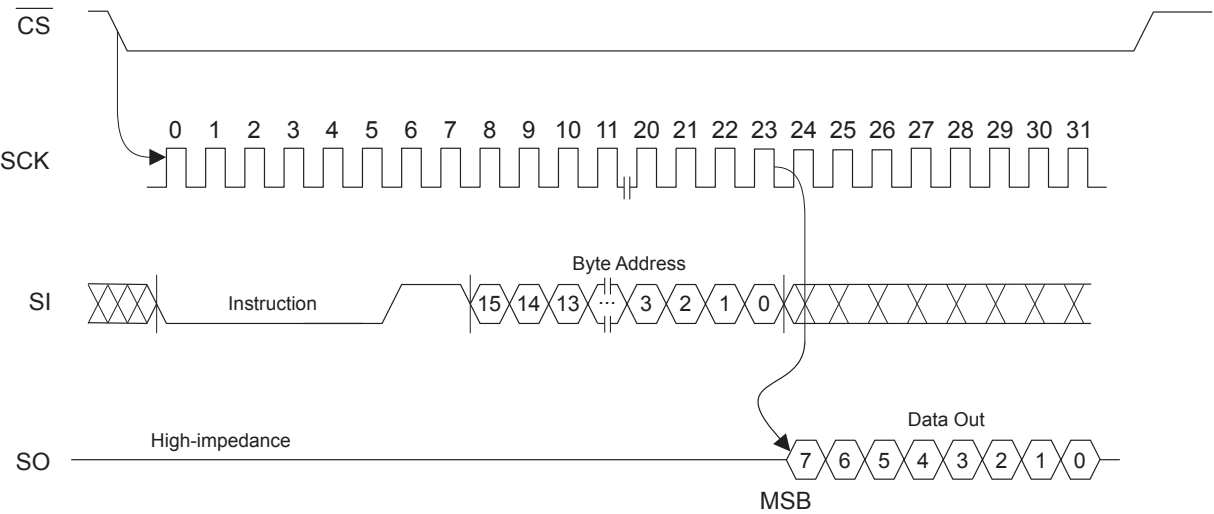 CS
0 1 2 3 4 5 6 7 8 9 10 11 20 21 22 23 24 25 26 27 28 29 30 31
SCK
Byte Address
SI
Instruction
15 14 13 ... 3 2 1 0
Data Out
High-impedance
SO
7 6 5 4 3 2 1 0
MSB